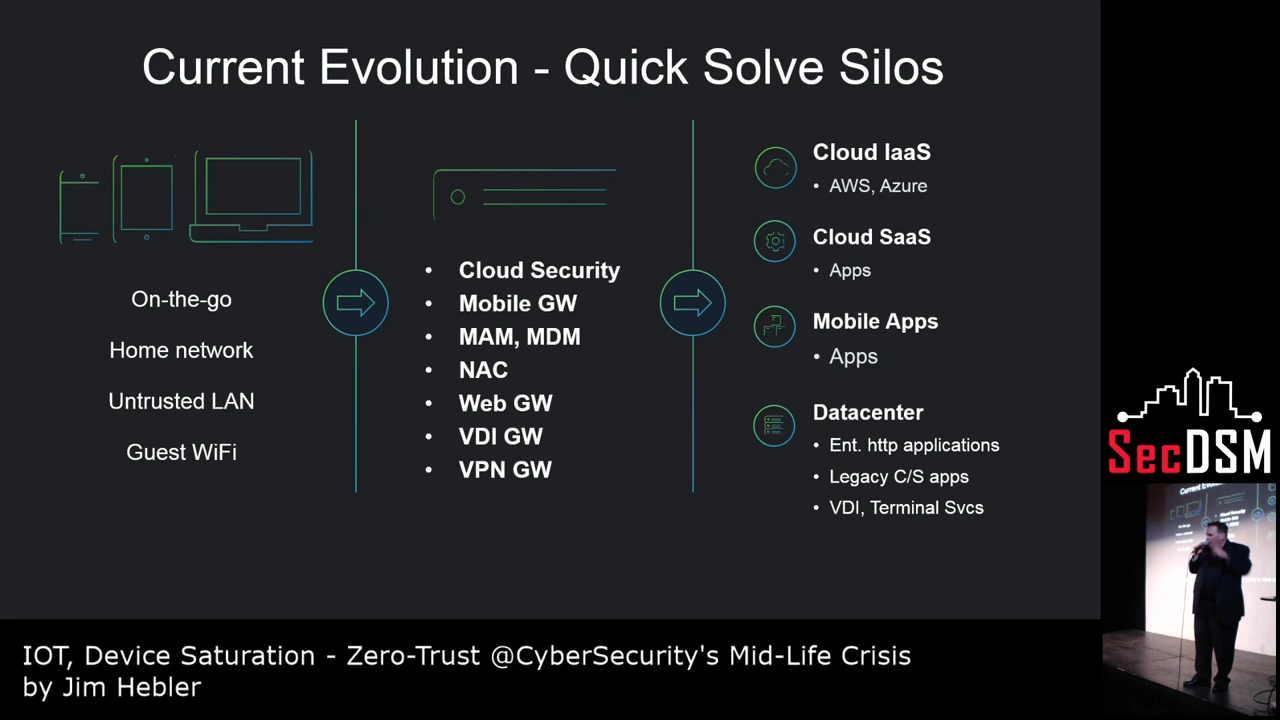 Current Evolution - Quick Solve Silos
On-the-go
Home network
Untrusted LAN
Guest WiFi
• Cloud Security
• Mobile GW
• MAM, MDM
• NAC
• Web GW
• VDI GW
• VPN GW
Cloud IaaS
• AWS, Azure
Cloud SaaS
• Apps
Mobile Apps
• Apps
Datacenter
• Ent. http applications
• Legacy C/S apps
• VDI, Terminal Svcs
SecDSM
IOT, Device Saturation - Zero-Trust @CyberSecurity's Mid-Life Crisis
by Jim Hebler